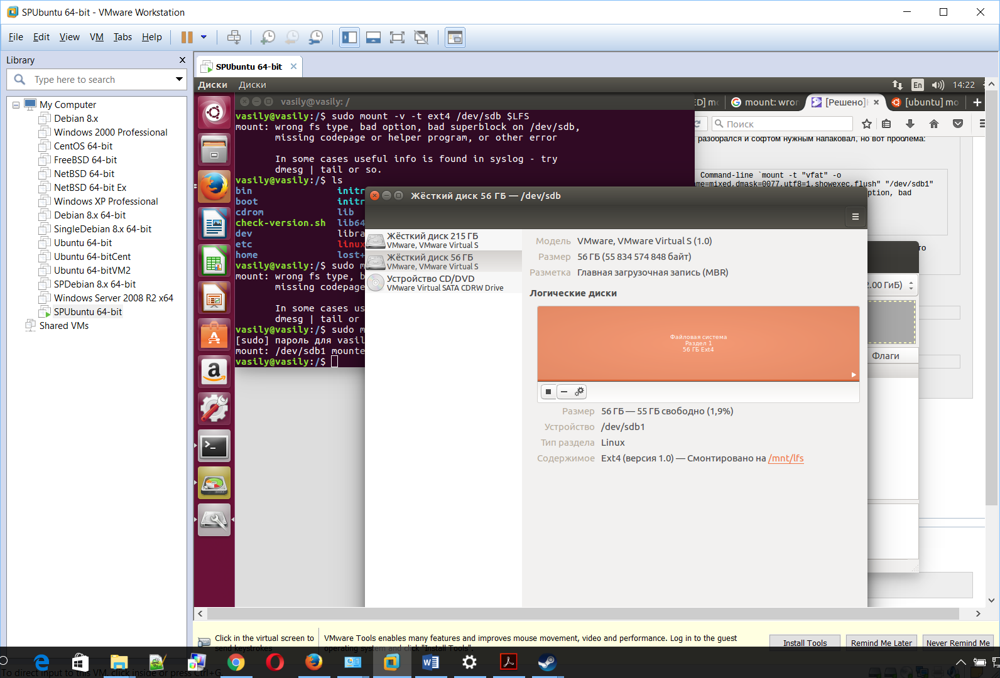 SPUbuntu 64-bit - VMware Workstation
File Edit View VM Tabs Help
Library
Type here to search
My Computer
Debian 8.x
Windows 2000 Professional
CentOS 64-bit
FreeBSD 64-bit
NetBSD 64-bit
NetBSD 64-bit Ex
Windows XP Professional
Debian 8.x 64-bit
SingleDebian 8.x 64-bit
Ubuntu 64-bit
Ubuntu 64-bitCent
Ubuntu 64-bitVM2
SPDebian 8.x 64-bit
Windows Server 2008 R2 x64
SPUbuntu 64-bit
Shared VMs
SPUbuntu 64-bit
Диски Диски
En 14:22
vasily@vasily: /
ED] mo
mount: wron
[Решено]
[ubuntu] mo
Поиск
разобрался и софтом нужным напаковал, но вот проблема:
Command-line `mount -t "vfat" -o
me=mixed,dmask=0077,utf8=1,showexec,flush" "/dev/sdb1"
ption, bad
то
2.00 ГиБ)
Флаги
vasily@vasily:/$ sudo mount -v -t ext4 /dev/sdb $LFS
mount: wrong fs type, bad option, bad superblock on /dev/sdb,
missing codepage or helper program, or other error
In some cases useful info is found in syslog - try
dmesg | tail or so.
vasily@vasily:/$ ls
bin initr
boot initr
cdrom lib
check-version.sh lib64
dev libra
etc linux
home lost+
vasily@vasily:/$ sudo m
mount: wrong fs type, b
missing codepage
In some cases us
dmesg | tail or
vasily@vasily:/$ sudo m
[sudo] пароль для vasil
mount: /dev/sdb1 mounte
vasily@vasily:/$
Жёсткий диск 56 ГБ — /dev/sdb
Жёсткий диск 215 ГБ
VMware, VMware Virtual S
Жёсткий диск 56 ГБ
VMware, VMware Virtual S
Устройство CD/DVD
VMware Virtual SATA CDRW Drive
Модель VMware, VMware Virtual S (1.0)
Размер 56 ГБ (55 834 574 848 байт)
Разметка Главная загрузочная запись (MBR)
Логические диски
Файловая система
Раздел 1
56 ГБ Ext4
Размер 56 ГБ — 55 ГБ свободно (1,9%)
Устройство /dev/sdb1
Тип раздела Linux
Содержимое Ext4 (версия 1.0) — Смонтировано на /mnt/lfs
Click in the virtual screen to
send keystrokes
VMware Tools enables many features and improves mouse movement, video and performance. Log in to the guest
operating system and click "Install Tools".
Install Tools
Remind Me Later
Never Remind Me
To direct input to this VM, click inside or press Ctrl+G.